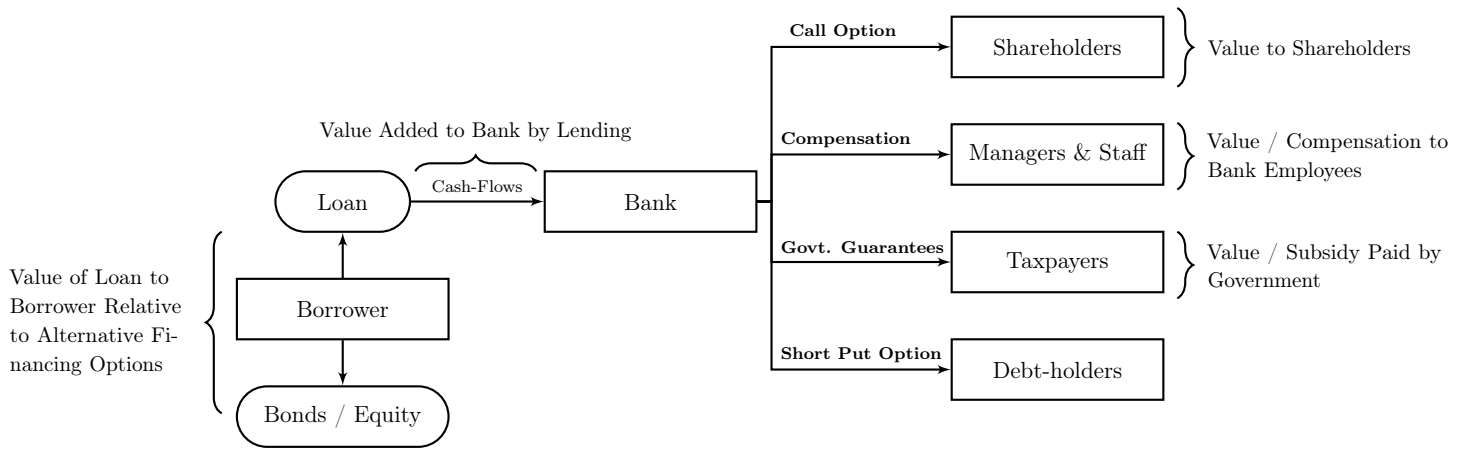 Call Option
Shareholders
Value to Shareholders
Value Added to Bank by Lending
Compensation
Managers & Staff
Value / Compensation to
Bank Employees
Loan
Cash-Flows
Bank
Govt. Guarantees
Taxpayers
Value / Subsidy Paid by
Government
Value of Loan to
Borrower Relative
to Alternative Fi-
nancing Options
Borrower
Short Put Option
Debt-holders
Bonds / Equity